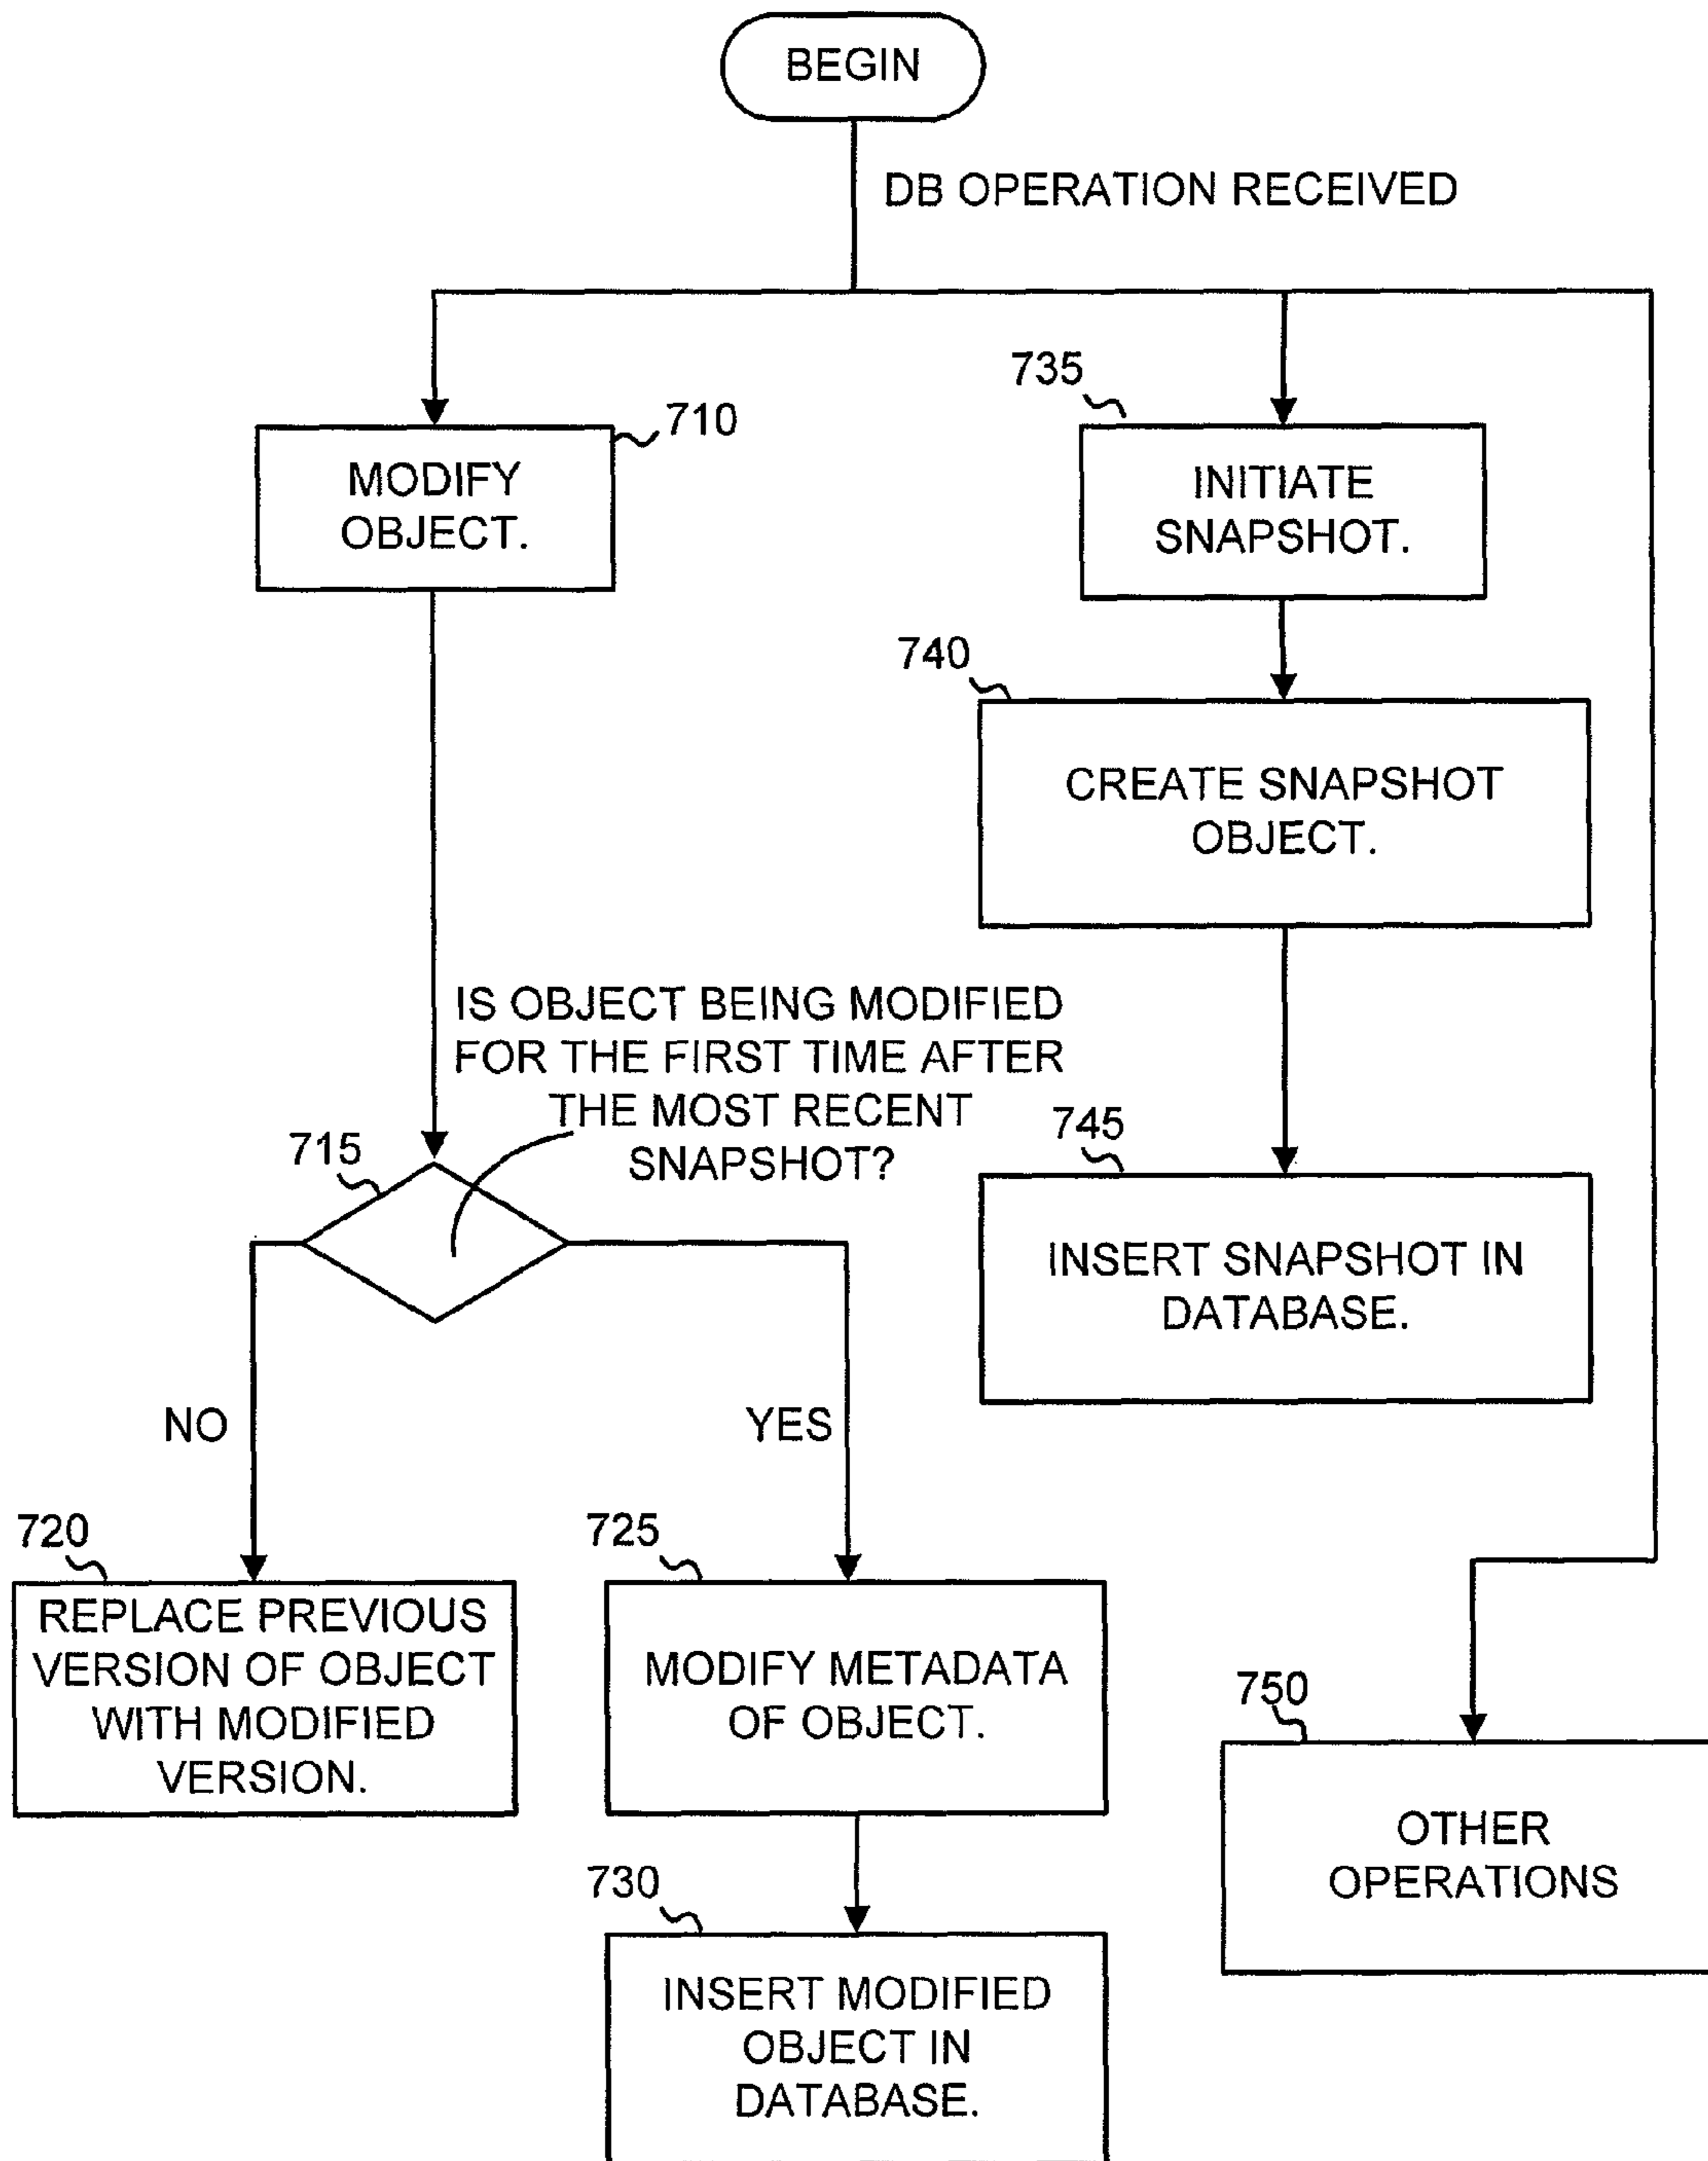 BEGIN
DB OPERATION RECEIVED
710
MODIFY
OBJECT.
735
INITIATE
SNAPSHOT.
740
CREATE SNAPSHOT
OBJECT.
IS OBJECT BEING MODIFIED
FOR THE FIRST TIME AFTER
THE MOST RECENT
SNAPSHOT?
715
745
INSERT SNAPSHOT IN
DATABASE.
NO
YES
720
REPLACE PREVIOUS
VERSION OF OBJECT
WITH MODIFIED
VERSION.
725
MODIFY METADATA
OF OBJECT.
730
INSERT MODIFIED
OBJECT IN
DATABASE.
750
OTHER
OPERATIONS